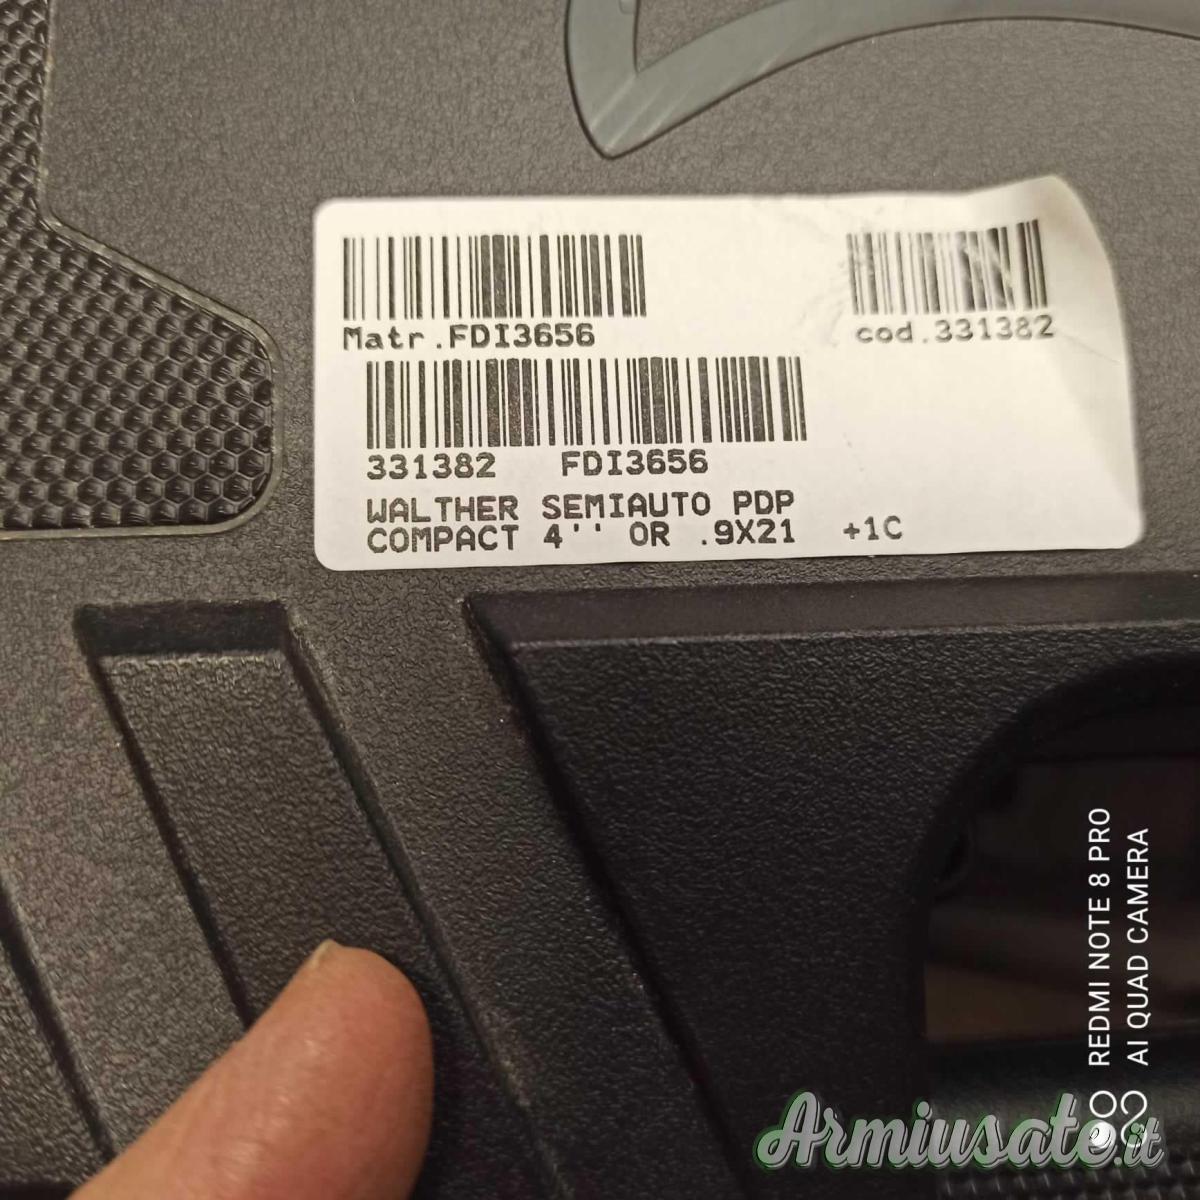 Matr.FDI3656
cod.331382
331382 FDI3656
WALTHER SEMIAUTO PDP
COMPACT 4'' OR .9X21 +1C
REDMI NOTE 8 PRO
AI QUAD CAMERA
Armiusate.it